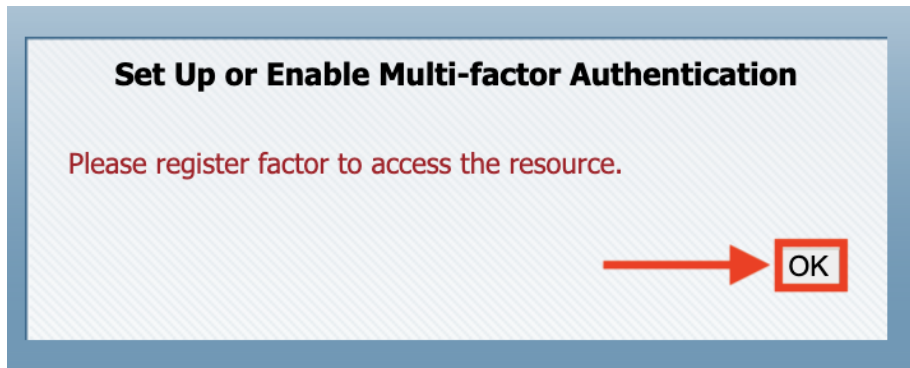 Set Up or Enable Multi-factor Authentication
Please register factor to access the resource.
OK